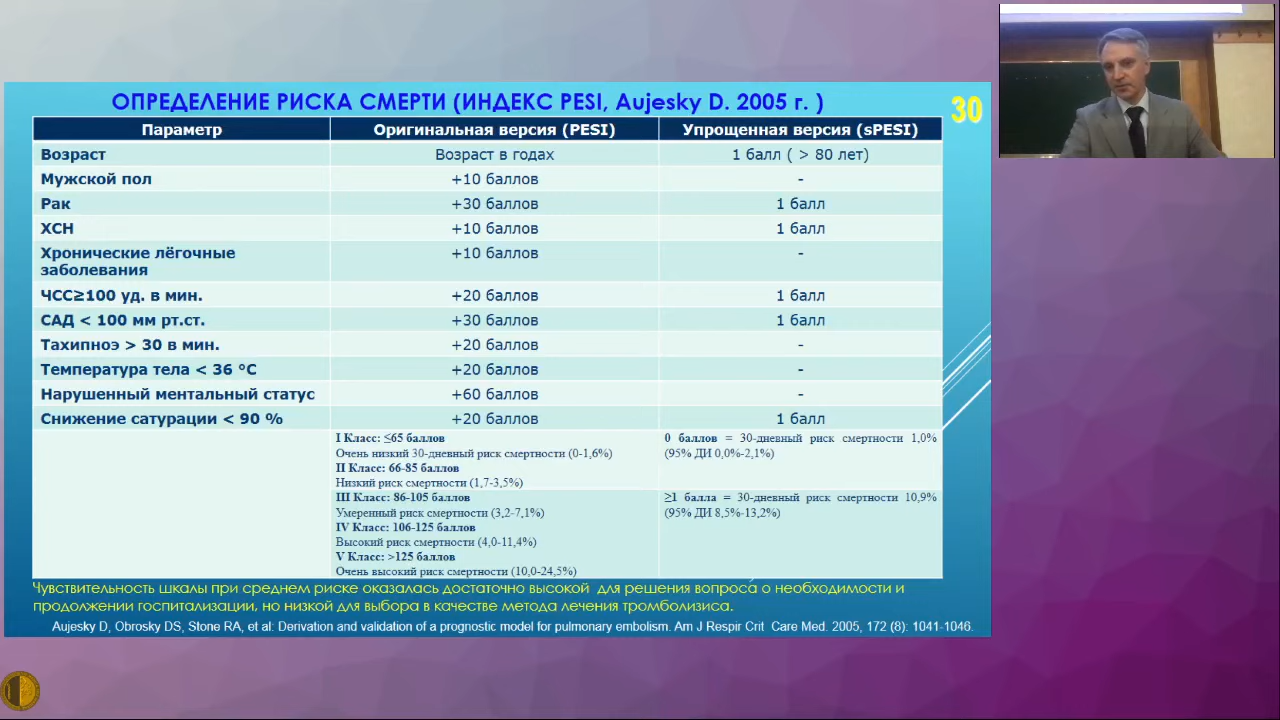 ОПРЕДЕЛЕНИЕ РИСКА СМЕРТИ (ИНДЕКС PESI, Aujesky D. 2005 г. )
30
Параметр Оригинальная версия (PESI) Упрощенная версия (sPESI)
Возраст Возраст в годах 1 балл ( > 80 лет)
Мужской пол +10 баллов -
Рак +30 баллов 1 балл
ХСН +10 баллов 1 балл
Хронические лёгочные
заболевания +10 баллов -
ЧСС≥100 уд. в мин. +20 баллов 1 балл
САД < 100 мм рт.ст. +30 баллов 1 балл
Тахипноэ > 30 в мин. +20 баллов -
Температура тела < 36 °С +20 баллов -
Нарушенный ментальный статус +60 баллов -
Снижение сатурации < 90 % +20 баллов 1 балл
I Класс: ≤65 баллов
Очень низкий 30-дневный риск смертности (0-1,6%)
II Класс: 66-85 баллов
Низкий риск смертности (1,7-3,5%)
0 баллов = 30-дневный риск смертности 1,0%
(95% ДИ 0,0%-2,1%)
III Класс: 86-105 баллов
Умеренный риск смертности (3,2-7,1%)
IV Класс: 106-125 баллов
Высокий риск смертности (4,0-11,4%)
V Класс: >125 баллов
Очень высокий риск смертности (10,0-24,5%)
≥1 балла = 30-дневный риск смертности 10,9%
(95% ДИ 8,5%-13,2%)
Чувствительность шкалы при среднем риске оказалась достаточно высокой для решения вопроса о необходимости и
продолжении госпитализации, но низкой для выбора в качестве метода лечения тромболизиса.
Aujesky D, Obrosky DS, Stone RA, et al: Derivation and validation of a prognostic model for pulmonary embolism. Am J Respir Crit Care Med. 2005, 172 (8): 1041-1046.